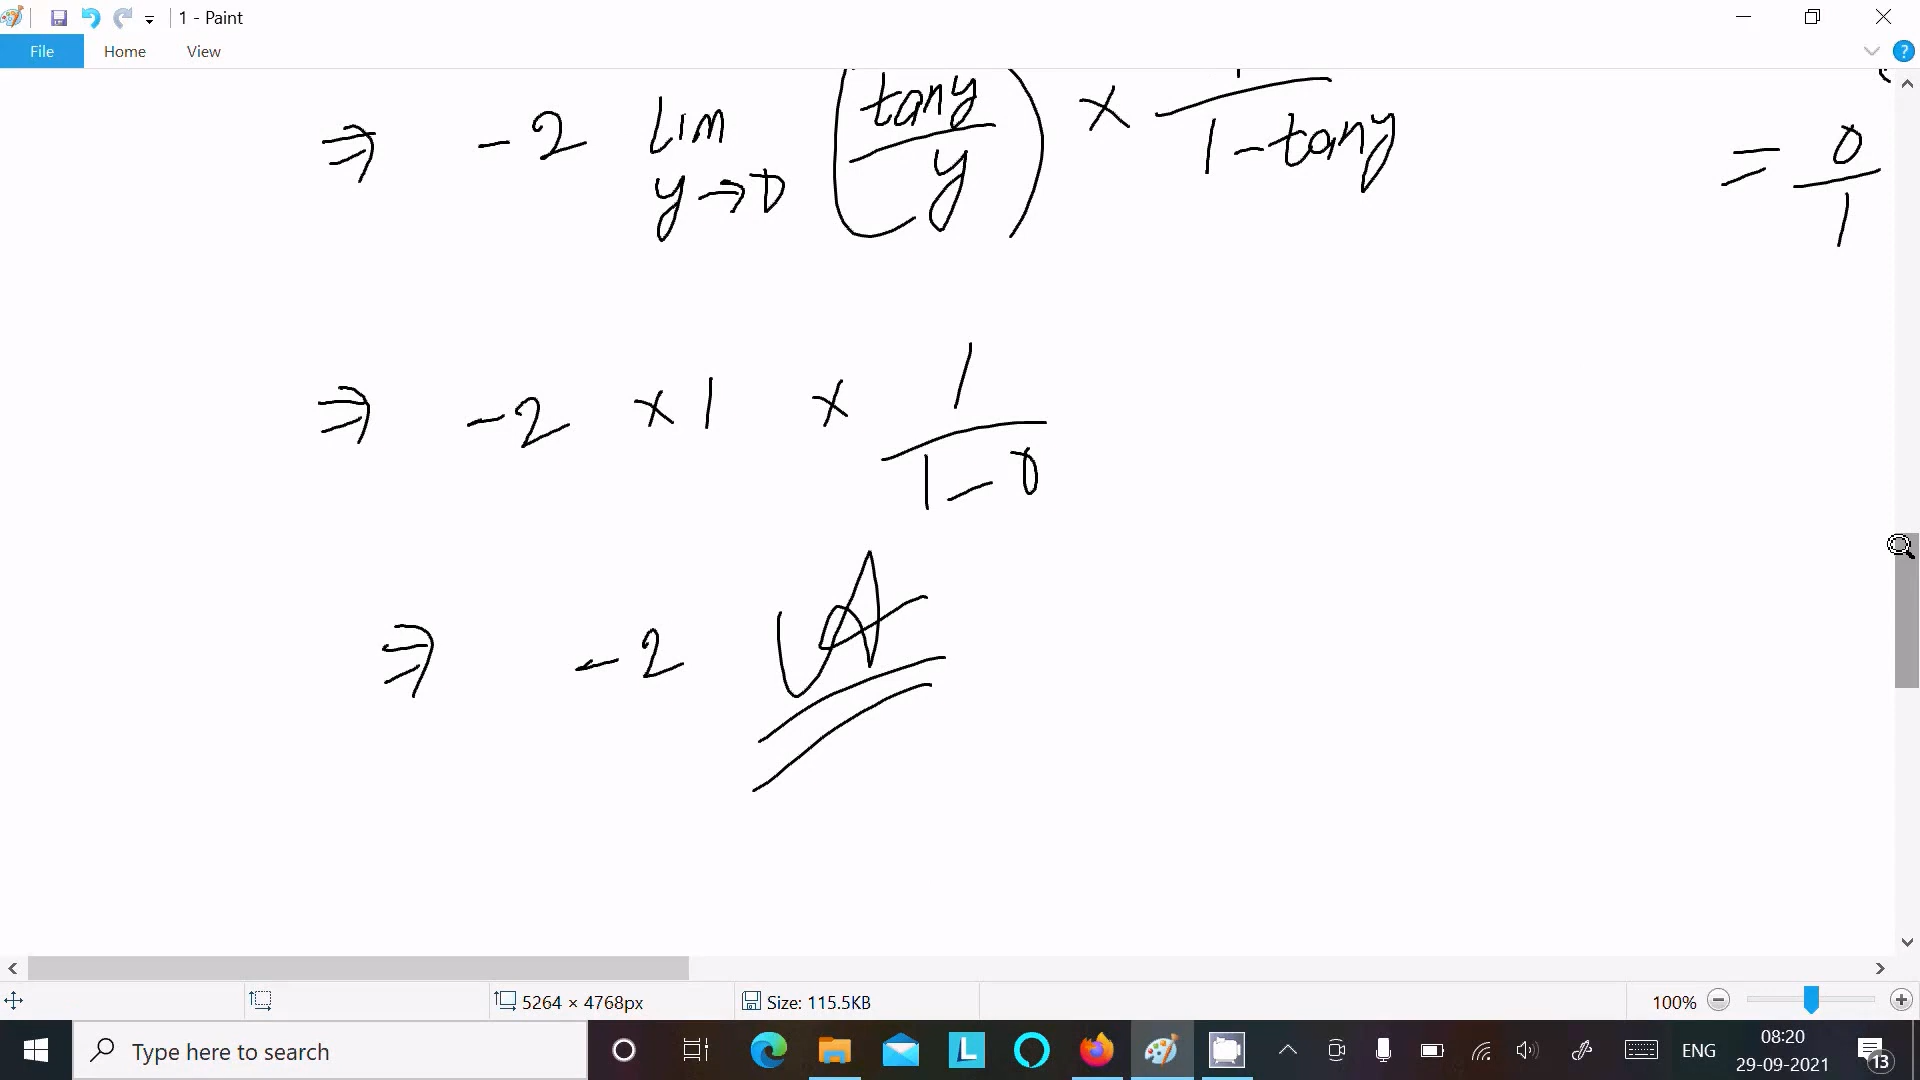 1 - Paint
File Home View
⇒ -2 Lim y→0 (tany/y) × 1/(1-tany)
= 0/1
⇒ -2 × 1 × 1/(1-0)
⇒ -2
5264 × 4768px Size: 115.5KB 100%
Type here to search
ENG 08:20
29-09-2021 13